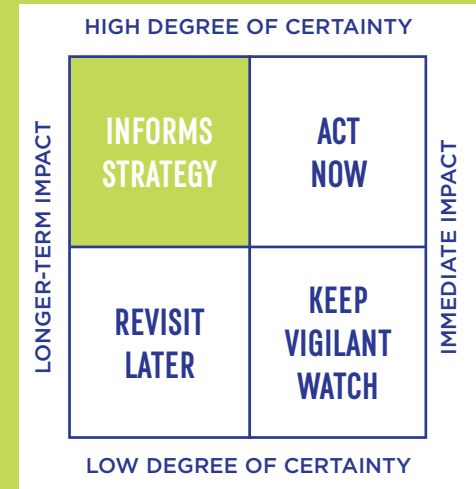 HIGH DEGREE OF CERTAINTY
LONGER-TERM IMPACT
INFORMS
STRATEGY
ACT
NOW
IMMEDIATE IMPACT
REVISIT
LATER
KEEP
VIGILANT
WATCH
LOW DEGREE OF CERTAINTY